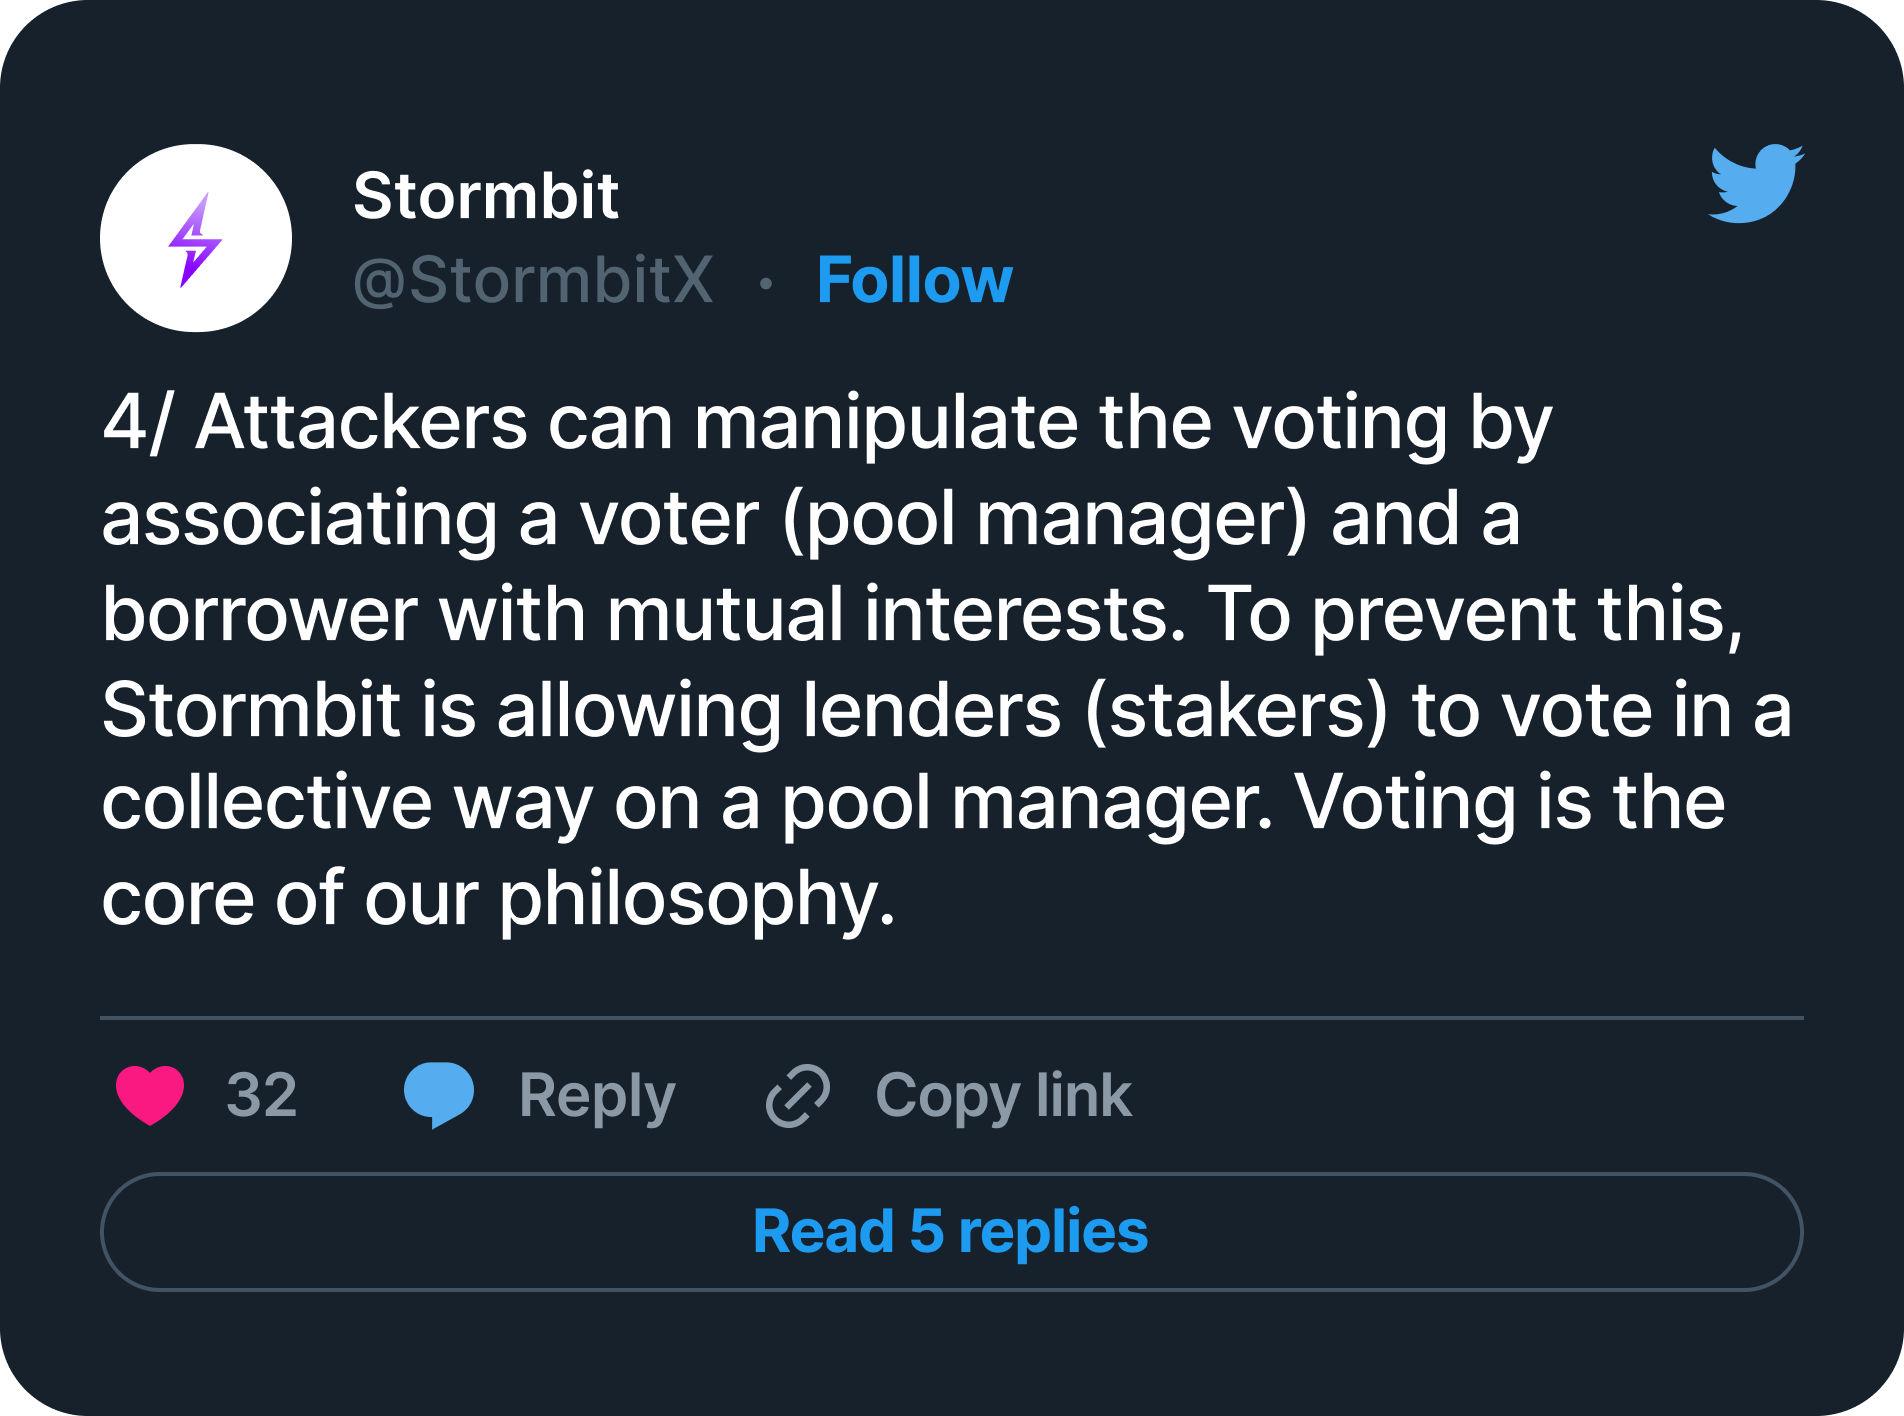 Stormbit
@StormbitX · Follow
4/ Attackers can manipulate the voting by
associating a voter (pool manager) and a
borrower with mutual interests. To prevent this,
Stormbit is allowing lenders (stakers) to vote in a
collective way on a pool manager. Voting is the
core of our philosophy.
32 Reply Copy link
Read 5 replies